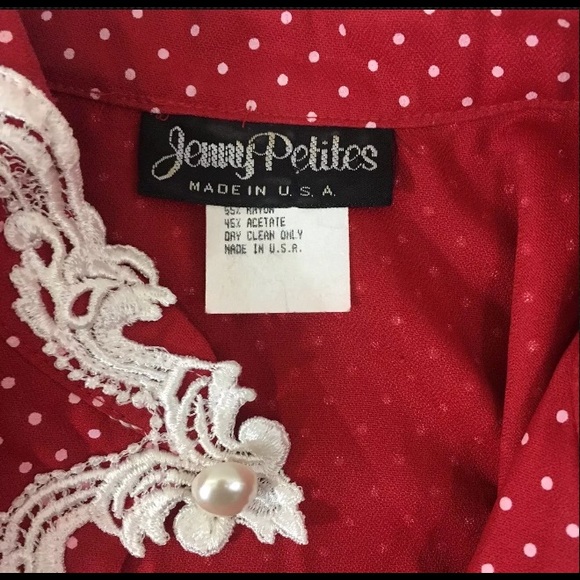 Jenny Petites
MADE IN U.S.A.
55% RAYON
45% ACETATE
DRY CLEAN ONLY
MADE IN U.S.A.